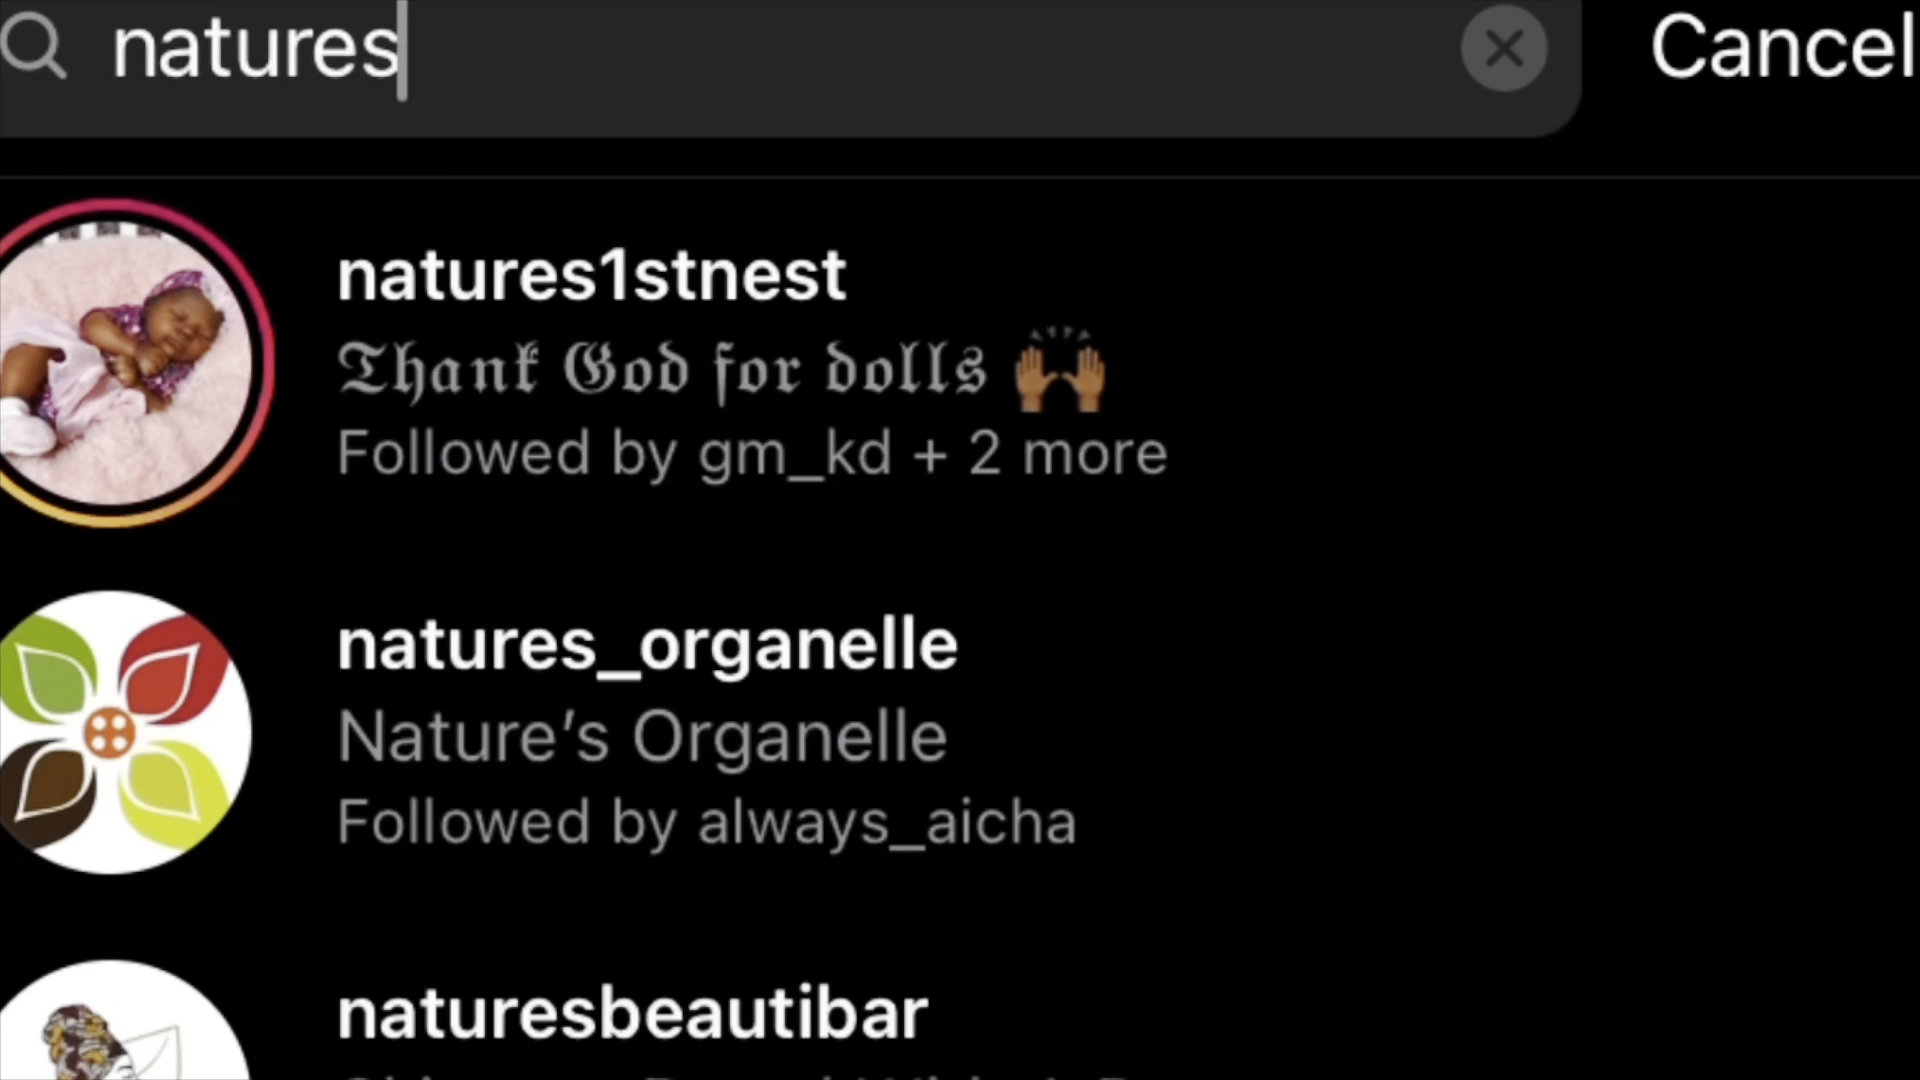 natures
Cancel
natures1stnest
𝕿𝖍𝖆𝖓𝖐 𝕲𝖔𝖉 𝖋𝖔𝖗 𝖉𝖔𝖑𝖑𝖘 🙌🏾
Followed by gm_kd + 2 more
natures_organelle
Nature’s Organelle
Followed by always_aicha
naturesbeautibar